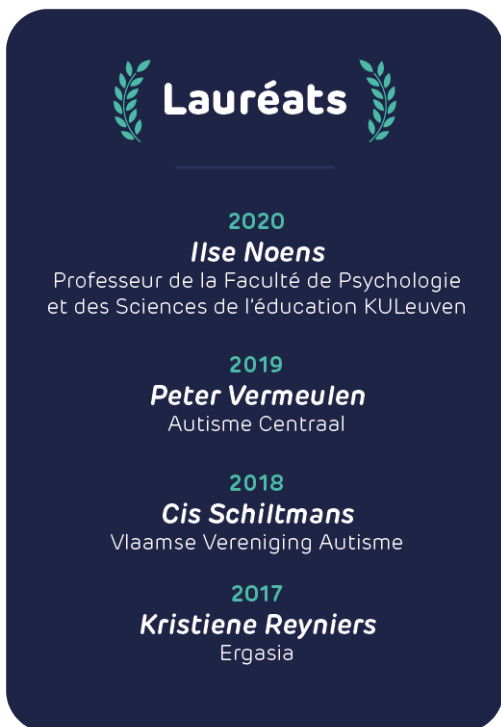 Lauréats
2020
Ilse Noens
Professeur de la Faculté de Psychologie
et des Sciences de l'éducation KULeuven
2019
Peter Vermeulen
Autisme Centraal
2018
Cis Schiltmans
Vlaamse Vereniging Autisme
2017
Kristiene Reyniers
Ergasia